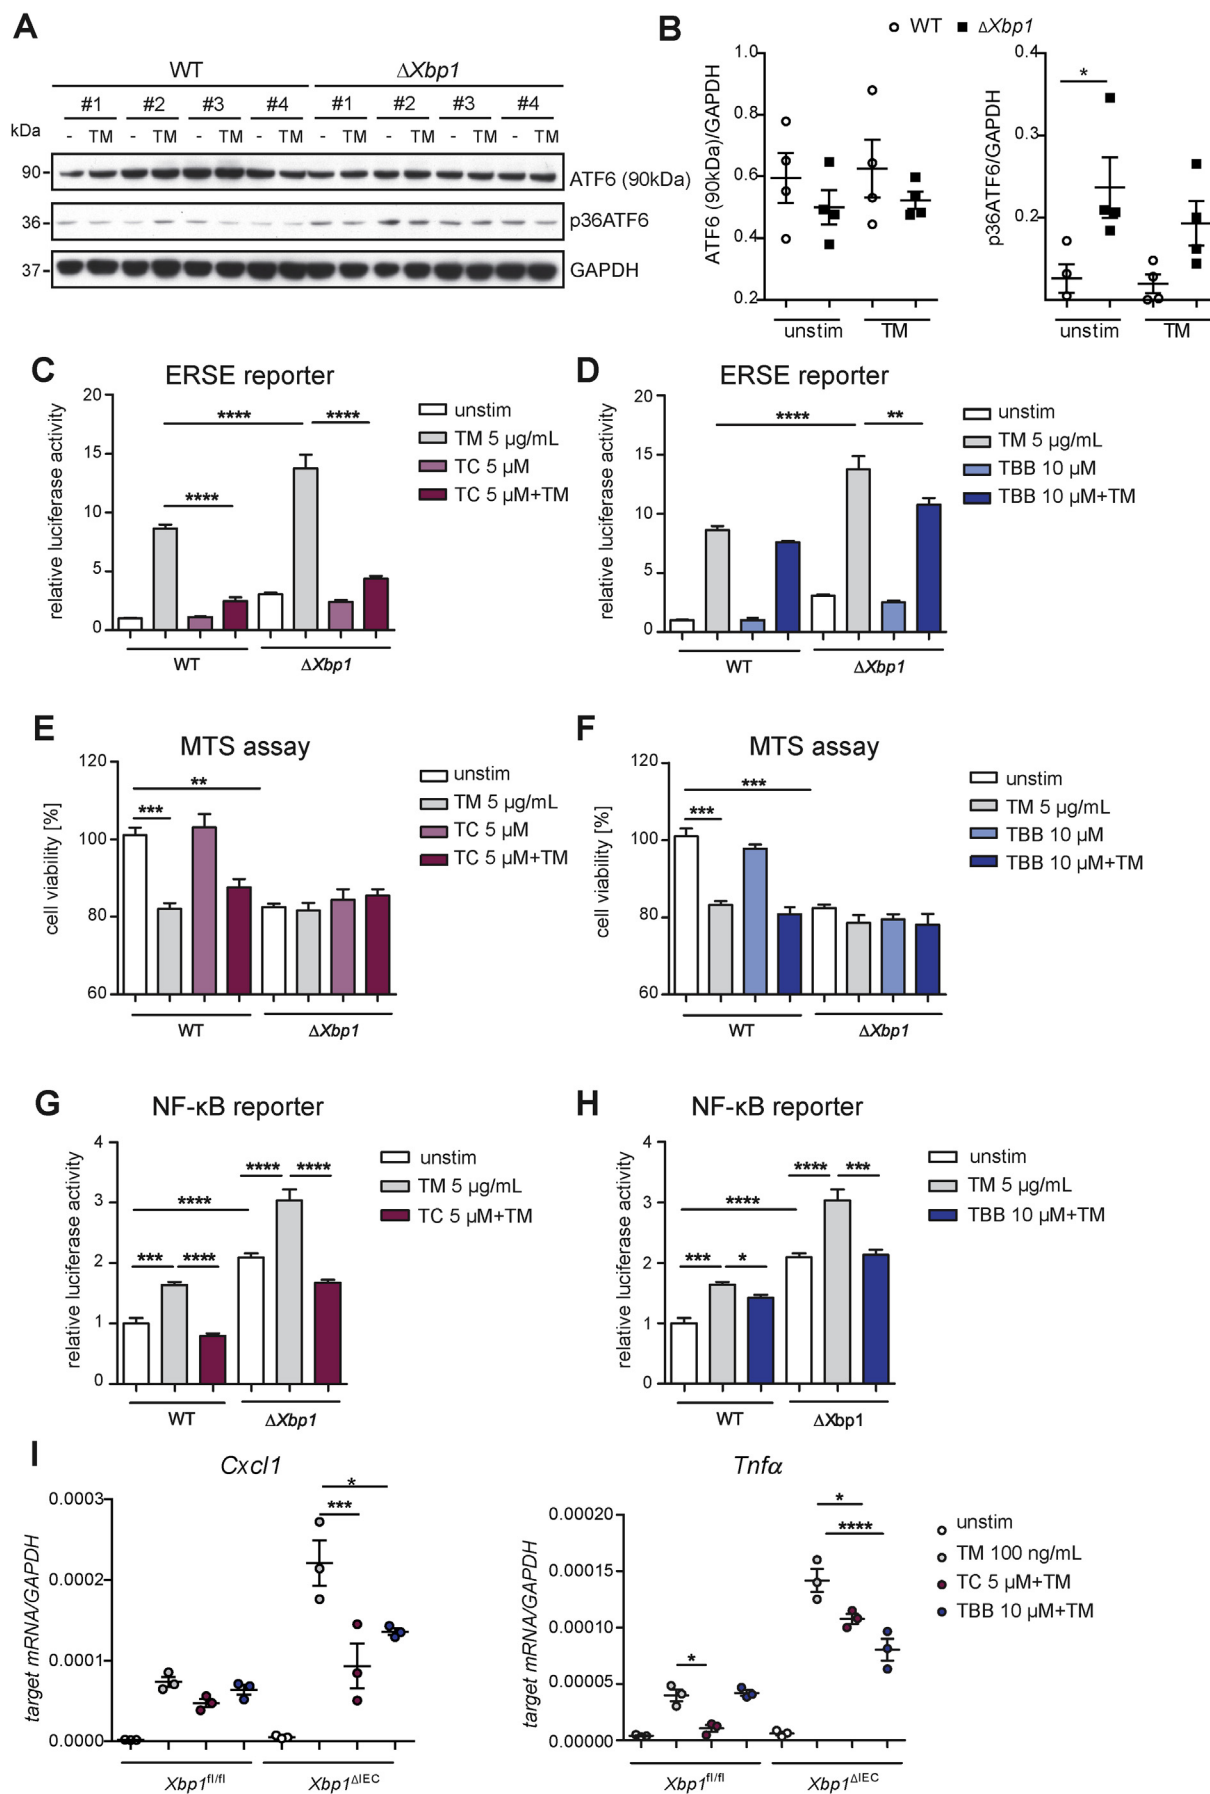 A
WT ΔXbp1
#1 #2 #3 #4 #1 #2 #3 #4
kDa - TM - TM - TM - TM - TM - TM - TM - TM
90 ATF6 (90kDa)
36 p36ATF6
37 GAPDH
B
WT ΔXbp1
ATF6 (90kDa)/GAPDH
1.0
0.8
0.6
0.4
0.2
unstim TM
p36ATF6/GAPDH
0.4
0.3
0.2
*
unstim TM
C
ERSE reporter
relative luciferase activity
20
15
10
5
0
**** ****
****
WT ΔXbp1
unstim
TM 5 µg/mL
TC 5 µM
TC 5 µM+TM
D
ERSE reporter
relative luciferase activity
20
15
10
5
0
**** **
WT ΔXbp1
unstim
TM 5 µg/mL
TBB 10 µM
TBB 10 µM+TM
E
MTS assay
cell viability [%]
120
100
80
60
**
***
WT ΔXbp1
unstim
TM 5 µg/mL
TC 5 µM
TC 5 µM+TM
F
MTS assay
cell viability [%]
120
100
80
60
***
***
WT ΔXbp1
unstim
TM 5 µg/mL
TBB 10 µM
TBB 10 µM+TM
G
NF-κB reporter
relative luciferase activity
4
3
2
1
0
**** ****
****
*** ****
WT ΔXbp1
unstim
TM 5 µg/mL
TC 5 µM+TM
H
NF-κB reporter
relative luciferase activity
4
3
2
1
0
**** ***
****
*** *
WT ΔXbp1
unstim
TM 5 µg/mL
TBB 10 µM+TM
I
Cxcl1
target mRNA/GAPDH
0.0003
0.0002
0.0001
0.0000
*
***
Xbp1fl/fl Xbp1ΔIEC
Tnfα
target mRNA/GAPDH
0.00020
0.00015
0.00010
0.00005
0.00000
*
****
*
Xbp1fl/fl Xbp1ΔIEC
unstim
TM 100 ng/mL
TC 5 µM+TM
TBB 10 µM+TM